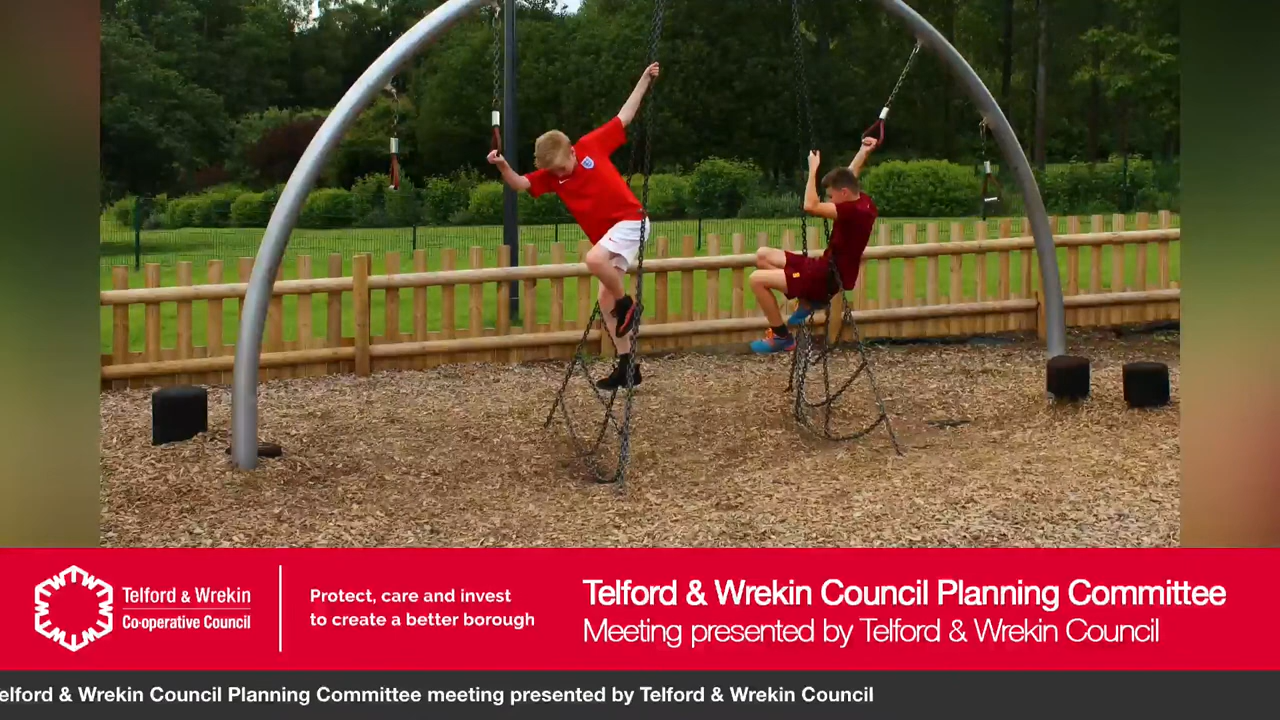 Telford & Wrekin
Co-operative Council
Protect, care and invest
to create a better borough
Telford & Wrekin Council Planning Committee
Meeting presented by Telford & Wrekin Council
elford & Wrekin Council Planning Committee meeting presented by Telford & Wrekin Council